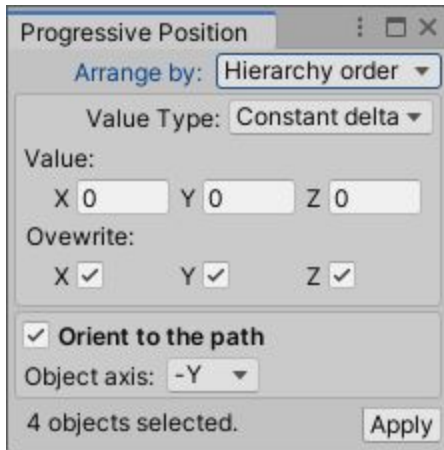 Progressive Position
Arrange by: Hierarchy order
Value Type: Constant delta
Value:
X 0 Y 0 Z 0
Ovewrite:
X Y Z
Orient to the path
Object axis: -Y
4 objects selected. Apply